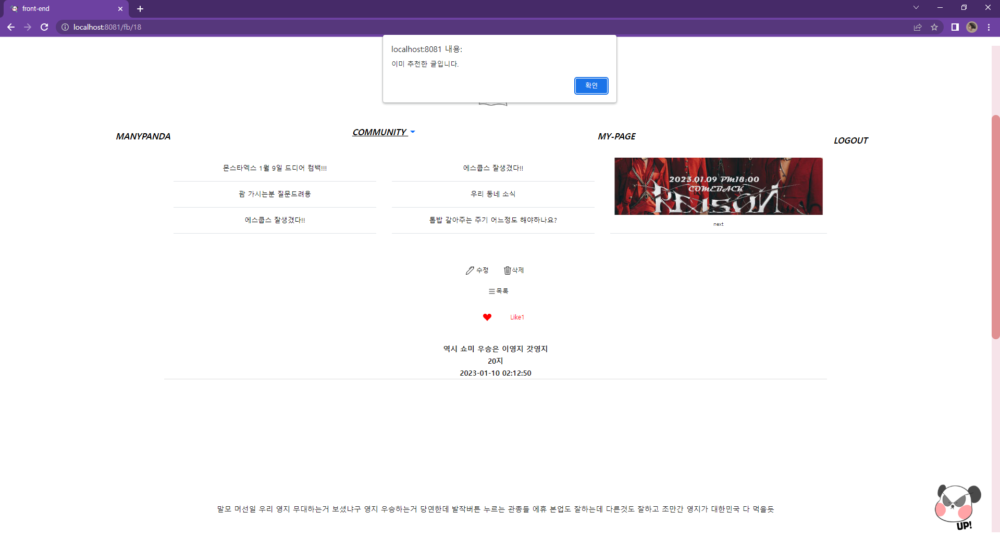 front-end
localhost:8081/fb/18
localhost:8081 내용:
이미 추천한 글입니다.
확인
MANYPANDA
COMMUNITY
MY-PAGE
LOGOUT
몬스타엑스 1월 9일 드디어 컴백!!!
괌 가시는분 질문드려용
에스쿱스 잘생겼다!!
에스쿱스 잘생겼다!!
우리 동네 소식
톱밥 갈아주는 주기 어느정도 해야하나요?
2023.01.09 PM18:00
COMEBACK
REASON
next
수정
삭제
목록
Like1
역시 쇼미 우승은 이영지 갓영지
20지
2023-01-10 02:12:50
말모 머선일 우리 영지 무대하는거 보셨냐구 영지 우승하는거 당연한데 발작버튼 누르는 관종들 에휴 본업도 잘하는데 다른것도 잘하고 조만간 영지가 대한민국 다 먹을듯
UP!